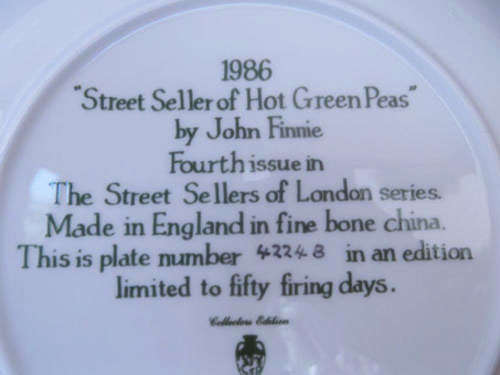 1986
"Street Seller of Hot Green Peas"
by John Finnie
Fourth issue in
The Street Sellers of London series.
Made in England in fine bone china.
This is plate number 4224B in an edition
limited to fifty firing days.
Collectors Edition